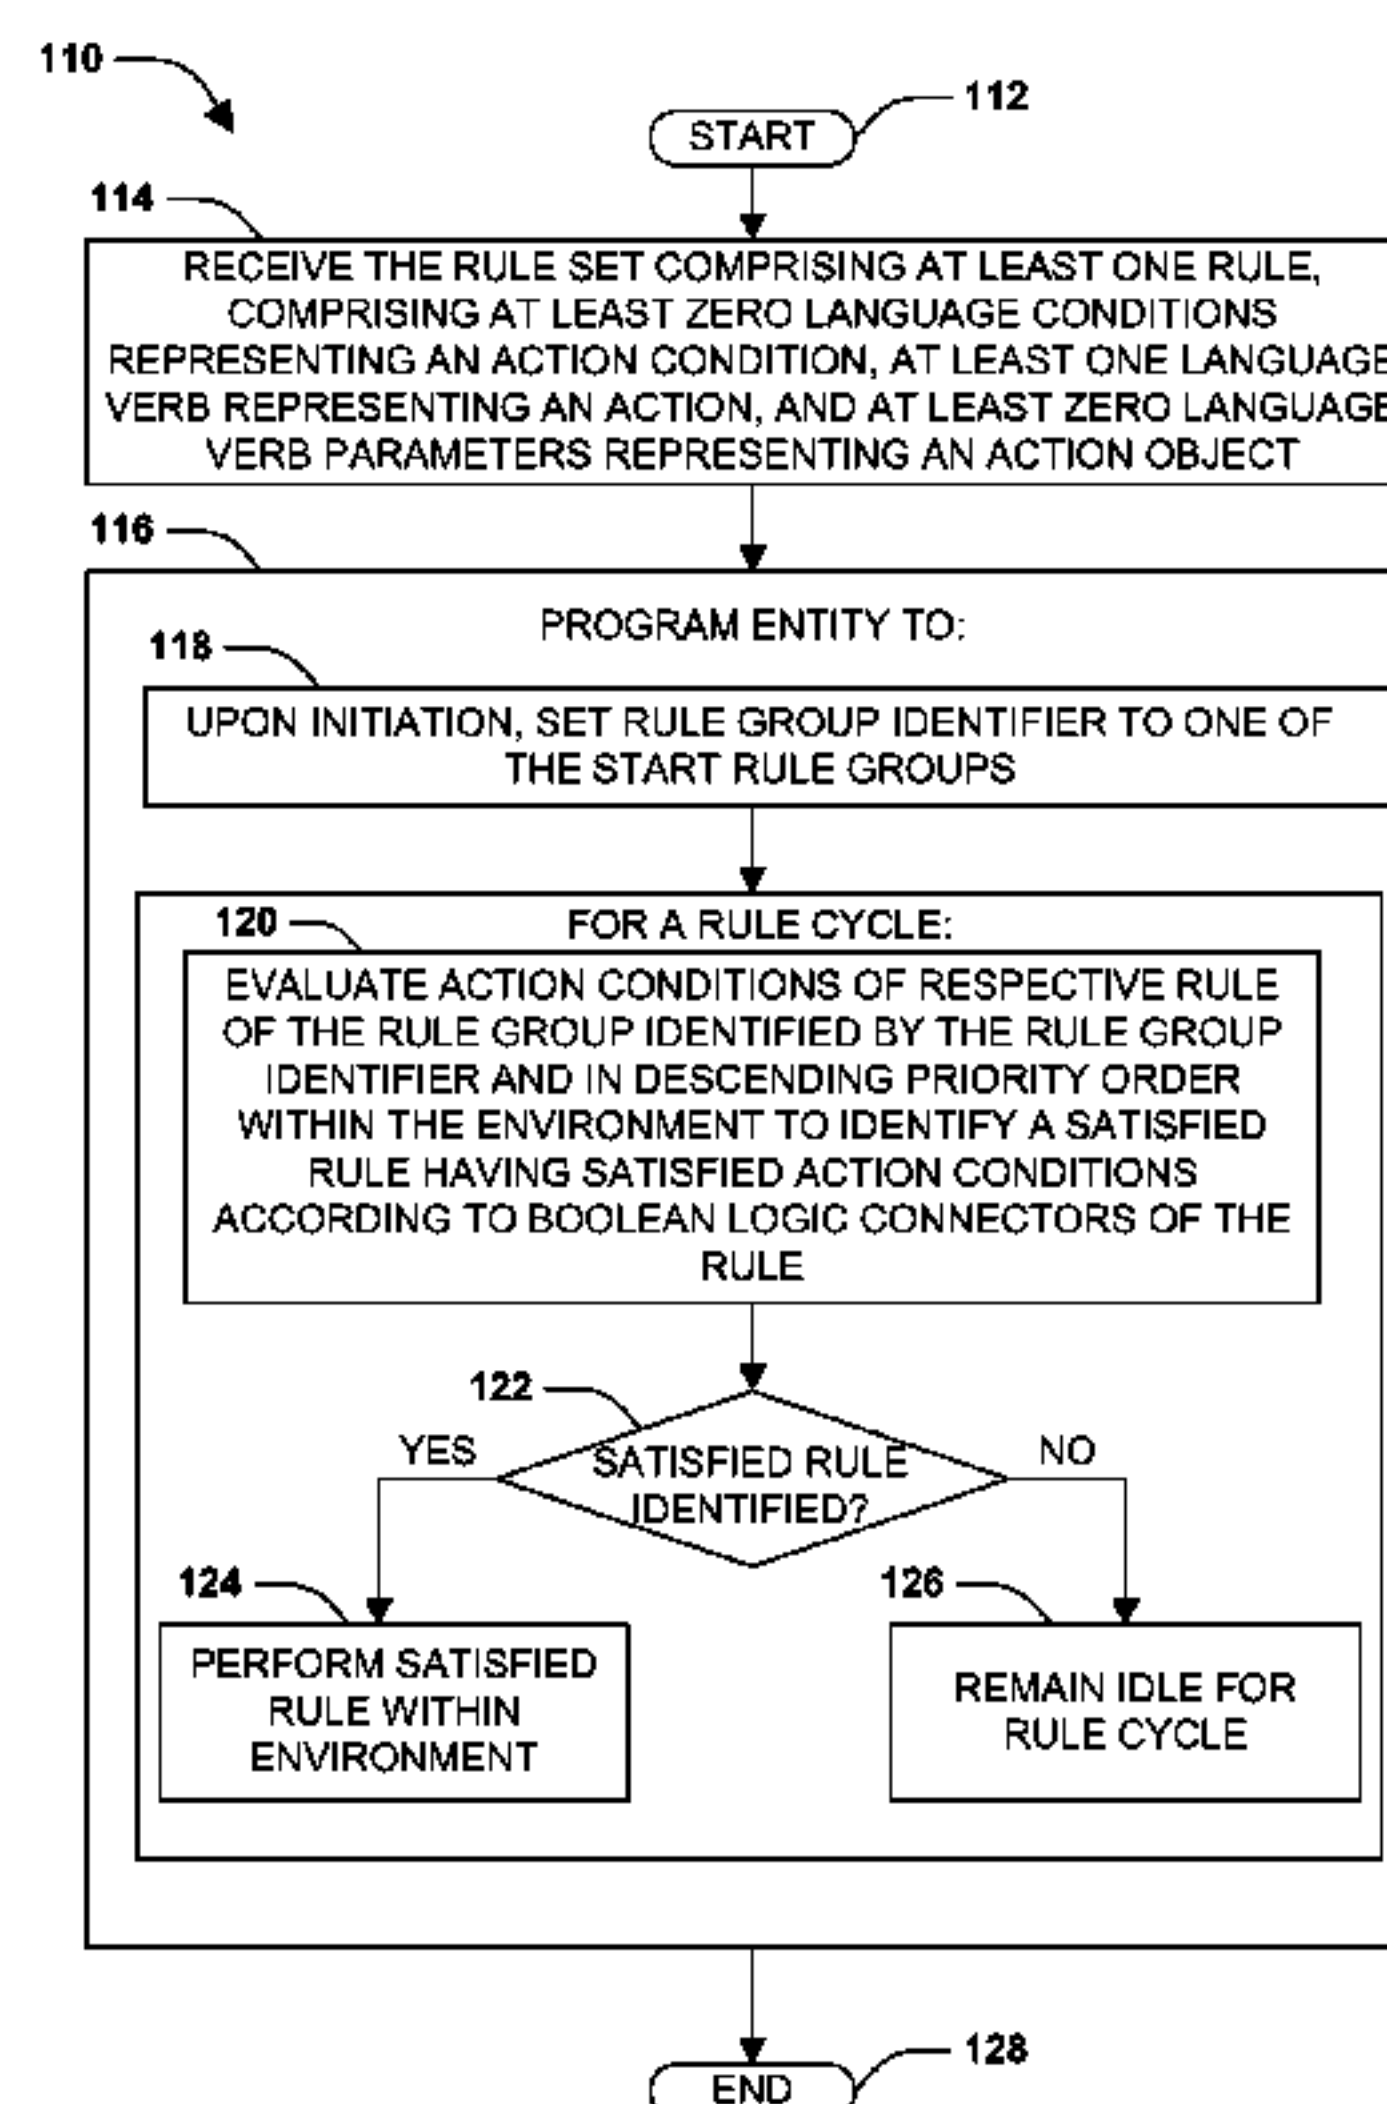 110
112
START
114
RECEIVE THE RULE SET COMPRISING AT LEAST ONE RULE,
COMPRISING AT LEAST ZERO LANGUAGE CONDITIONS
REPRESENTING AN ACTION CONDITION, AT LEAST ONE LANGUAGE
VERB REPRESENTING AN ACTION, AND AT LEAST ZERO LANGUAGE
VERB PARAMETERS REPRESENTING AN ACTION OBJECT
116
PROGRAM ENTITY TO:
118
UPON INITIATION, SET RULE GROUP IDENTIFIER TO ONE OF
THE START RULE GROUPS
120
FOR A RULE CYCLE:
EVALUATE ACTION CONDITIONS OF RESPECTIVE RULE
OF THE RULE GROUP IDENTIFIED BY THE RULE GROUP
IDENTIFIER AND IN DESCENDING PRIORITY ORDER
WITHIN THE ENVIRONMENT TO IDENTIFY A SATISFIED
RULE HAVING SATISFIED ACTION CONDITIONS
ACCORDING TO BOOLEAN LOGIC CONNECTORS OF THE
RULE
122
YES
SATISFIED RULE
IDENTIFIED?
NO
124
PERFORM SATISFIED
RULE WITHIN
ENVIRONMENT
126
REMAIN IDLE FOR
RULE CYCLE
128
END